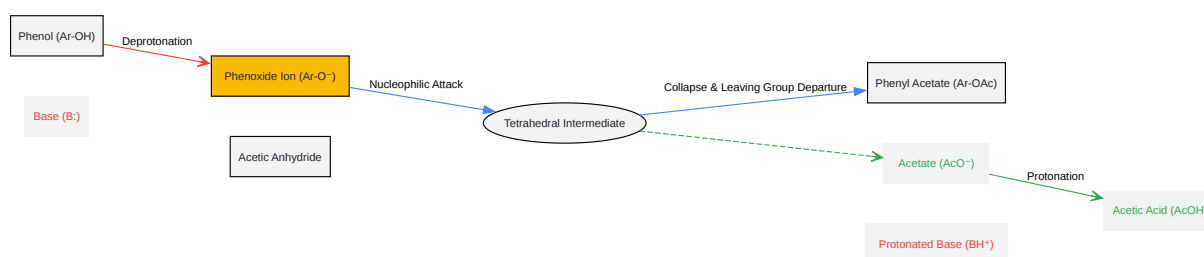 Phenol (Ar-OH)
Deprotonation
Base (B:)
Phenoxide Ion (Ar-O⁻)
Nucleophilic Attack
Acetic Anhydride
Tetrahedral Intermediate
Collapse & Leaving Group Departure
Phenyl Acetate (Ar-OAc)
Acetate (AcO⁻)
Protonation
Acetic Acid (AcOH
Protonated Base (BH⁺)